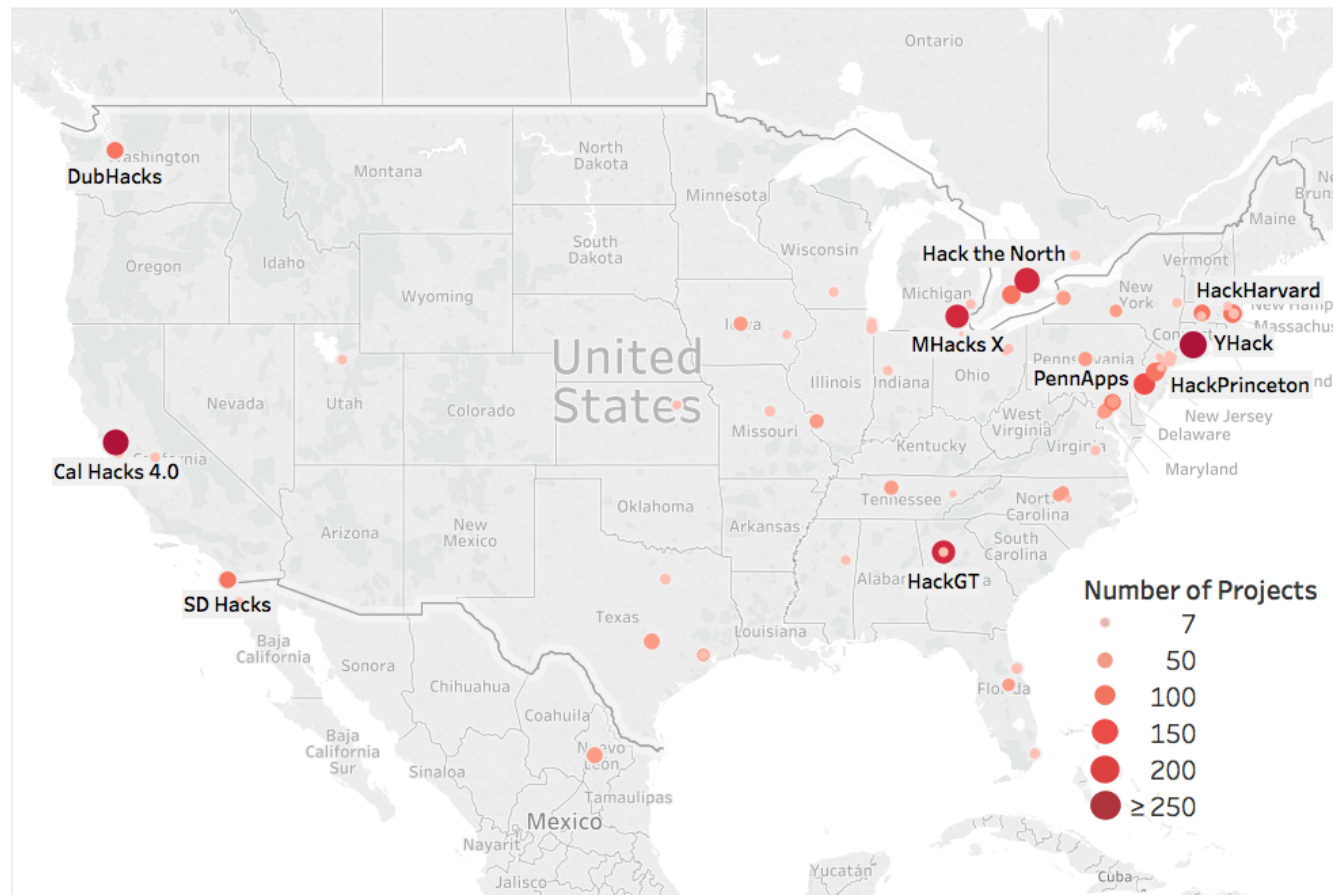 Ontario
Washington
DubHacks
Montana
North
Dakota
Minnesota
Maine
Oregon
Idaho
South
Dakota
Wisconsin
Hack the North
Vermont
Wyoming
Michigan
New
York
HackHarvard
Iowa
MHacks X
YHack
United
States
Nevada
Utah
Colorado
Illinois
Indiana
Ohio
Pennsylvania
PennApps
HackPrinceton
New Jersey
Delaware
Maryland
California
Cal Hacks 4.0
Missouri
Kentucky
West
Virginia
Virginia
Arizona
New
Mexico
Oklahoma
Arkansas
Tennessee
North
Carolina
South
Carolina
SD Hacks
Texas
Louisiana
HackGT
Baja
California
Sonora
Chihuahua
Coahuila
Florida
Number of Projects
7
50
100
150
200
≥ 250
Baja
California
Sur
Sinaloa
Nuevo
León
Tamaulipas
Mexico
Nayarit
Jalisco
Yucatán
Cuba